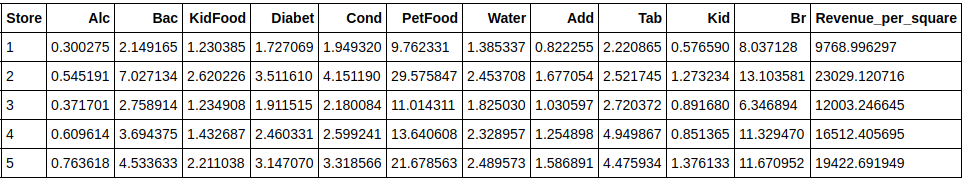 Store Alc Bac KidFood Diabet Cond PetFood Water Add Tab Kid Br Revenue_per_square
1 0.300275 2.149165 1.230385 1.727069 1.949320 9.762331 1.385337 0.822255 2.220865 0.576590 8.037128 9768.996297
2 0.545191 7.027134 2.620226 3.511610 4.151190 29.575847 2.453708 1.677054 2.521745 1.273234 13.103581 23029.120716
3 0.371701 2.758914 1.234908 1.911515 2.180084 11.014311 1.825030 1.030597 2.720372 0.891680 6.346894 12003.246645
4 0.609614 3.694375 1.432687 2.460331 2.599241 13.640608 2.328957 1.254898 4.949867 0.851365 11.329470 16512.405695
5 0.763618 4.533633 2.211038 3.147070 3.318566 21.678563 2.489573 1.586891 4.475934 1.376133 11.670952 19422.691949